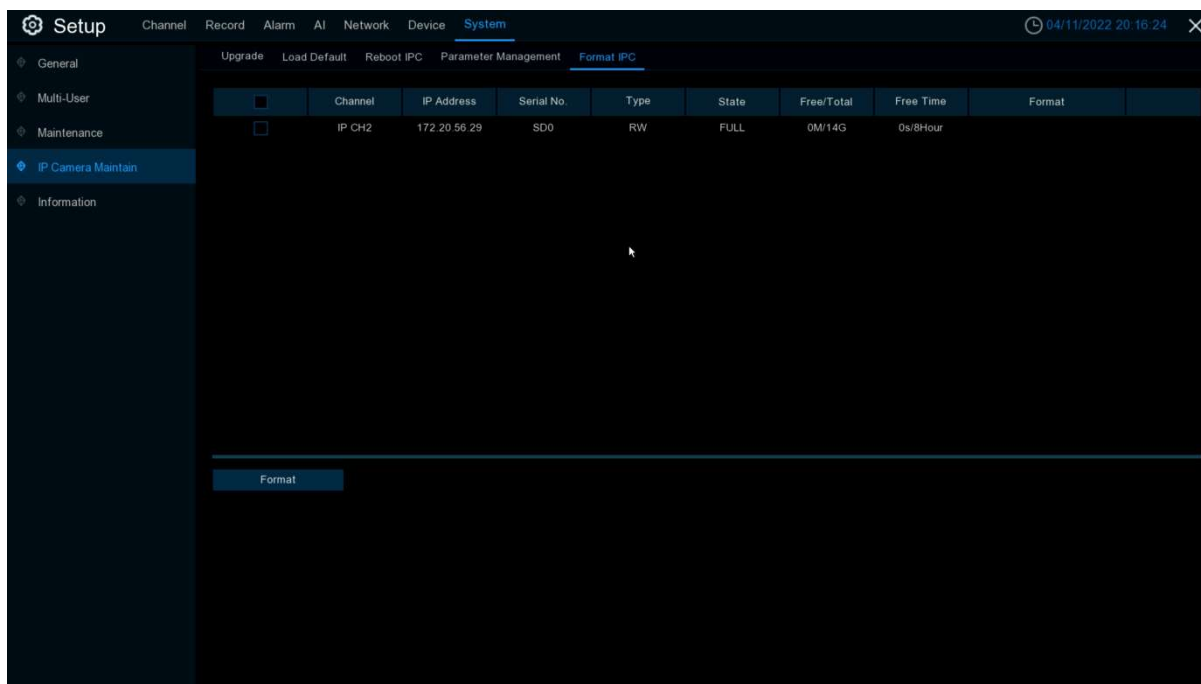 Setup Channel Record Alarm AI Network Device System 04/11/2022 20:16:24
General
Multi-User
Maintenance
IP Camera Maintain
Information
Upgrade Load Default Reboot IPC Parameter Management Format IPC
Channel IP Address Serial No. Type State Free/Total Free Time Format
IP CH2 172.20.56.29 SD0 RW FULL 0M/14G 0s/8Hour
Format